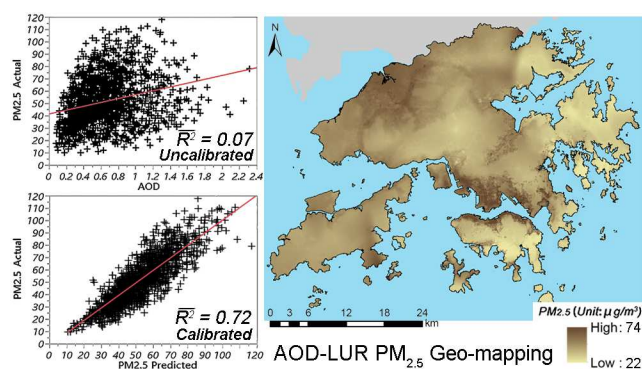 120
110
100
90
80
70
60
50
40
30
20
10
0
PM2.5 Actual
R² = 0.07
Uncalibrated
0 0.2 0.4 0.6 0.8 1.0 1.2 1.4 1.6 1.8 2.0 2.2 2.4
AOD
120
110
100
90
80
70
60
50
40
30
20
10
0
PM2.5 Actual
R² = 0.72
Calibrated
0 10 20 30 40 50 60 70 80 90 100 120
PM2.5 Predicted
N
0 3 6 12 18 24
km
AOD-LUR PM2.5 Geo-mapping
PM2.5 (Unit: μg/m³)
High: 74
Low: 22